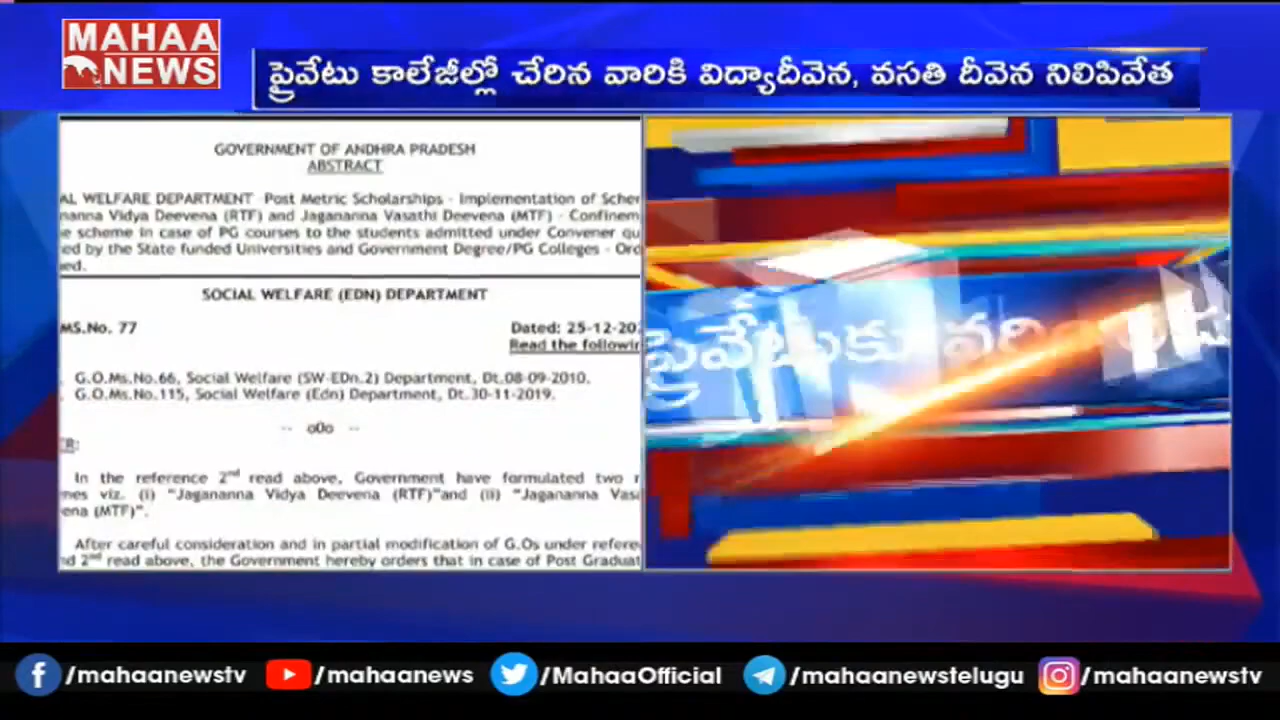 MAHAA
NEWS
ప్రైవేటు కాలేజీల్లో చేరిన వారికి విద్యాదీవెన, వసతి దీవెన నిలిపివేత
GOVERNMENT OF ANDHRA PRADESH
ABSTRACT
AL WELFARE DEPARTMENT - Post Metric Scholarships - Implementation of Schem
nanna Vidya Deevena (RTF) and Jagananna Vasathi Deevena (MTF) - Confinem
e scheme in case of PG courses to the students admitted under Convener qu
ed by the State funded Universities and Government Degree/PG Colleges - Ord
ed.
SOCIAL WELFARE (EDN) DEPARTMENT
MS.No. 77
Dated: 25-12-20
Read the followin
G.O.Ms.No.66, Social Welfare (SW-EDn.2) Department, Dt.08-09-2010.
G.O.Ms.No.115, Social Welfare (Edn) Department, Dt.30-11-2019.
-- o0o --
ER:
In the reference 2nd read above, Government have formulated two
mes viz. (i) "Jagananna Vidya Deevena (RTF)"and (ii) "Jagananna Vasa
ena (MTF)".
After careful consideration and in partial modification of G.Os under refere
nd 2nd read above, the Government hereby orders that in case of Post Graduat
ప్రైవేటుకు
/mahaanewstv
/mahaanews
/MahaaOfficial
/mahaanewstelugu
/mahaanewstv